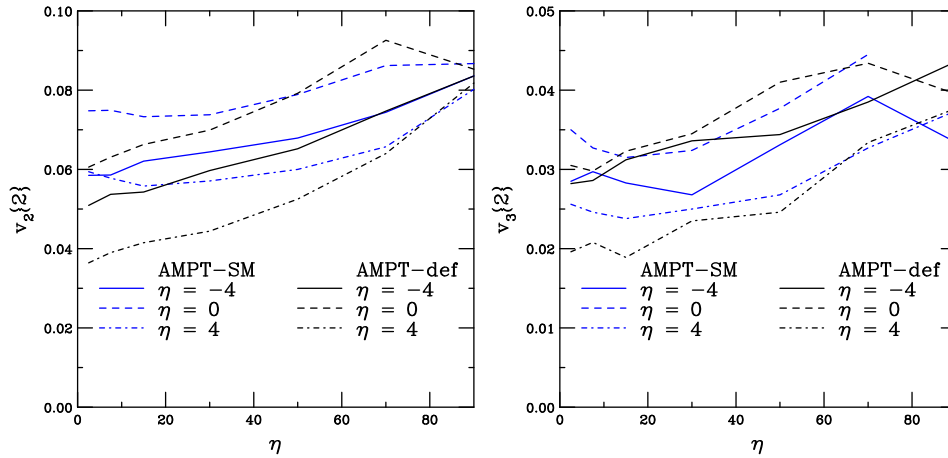 0.10
0.08
0.06
0.04
0.02
0.00
v₂{2}
AMPT-SM AMPT-def
η = -4 η = -4
η = 0 η = 0
η = 4 η = 4
0 20 40 60 80
η
0.05
0.04
0.03
0.02
0.01
0.00
v₃{2}
AMPT-SM AMPT-def
η = -4 η = -4
η = 0 η = 0
η = 4 η = 4
0 20 40 60 80
η